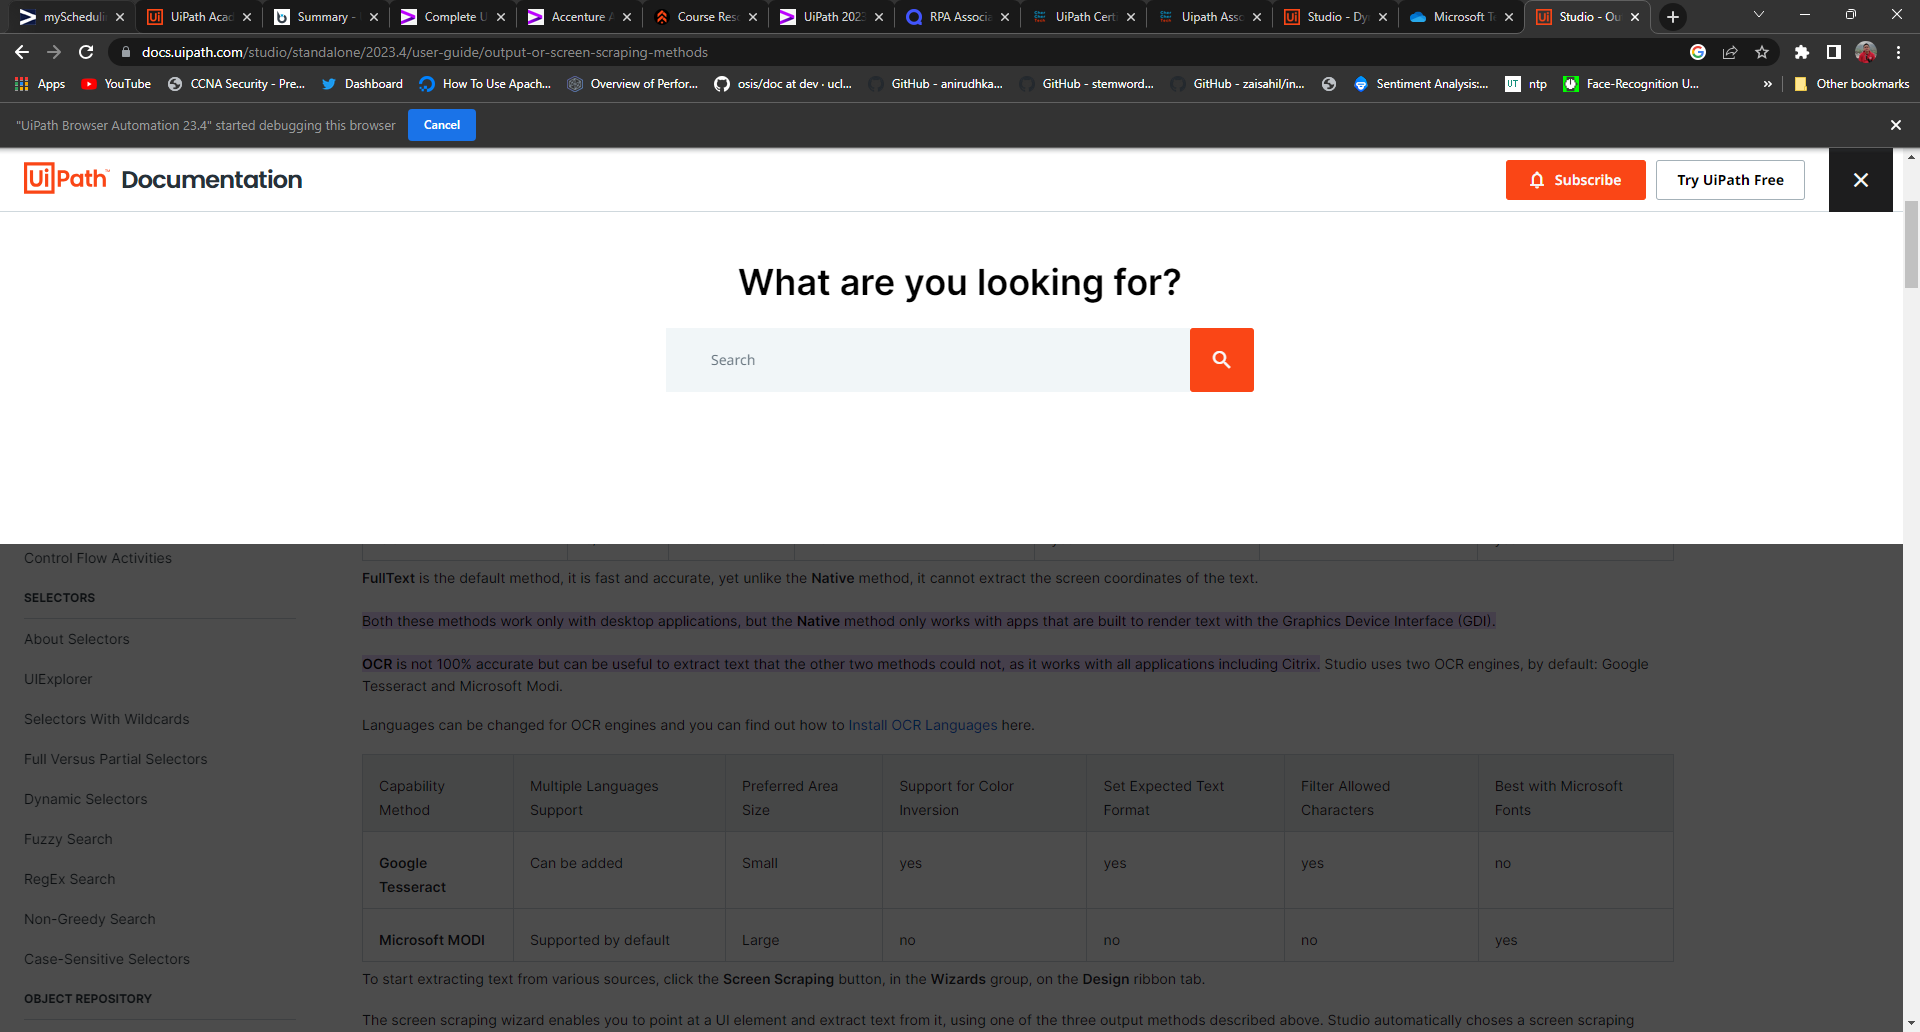 myScheduli
UiPath Aca
Summary -
Complete U
Accenture A
Course Res
UiPath 202
RPA Associa
UiPath Cert
Uipath Asso
Studio - Dy
Microsoft T
Studio - Ou
docs.uipath.com/studio/standalone/2023.4/user-guide/output-or-screen-scraping-methods
Apps
YouTube
CCNA Security - Pre...
Dashboard
How To Use Apach...
Overview of Perfor...
osis/doc at dev · ucl...
GitHub - anirudhka...
GitHub - stemword...
GitHub - zaisahil/in...
Sentiment Analysis:...
UT ntp
Face-Recognition U...
»
Other bookmarks
"UiPath Browser Automation 23.4" started debugging this browser
Cancel
UiPath™ Documentation
Subscribe
Try UiPath Free
What are you looking for?
Search
Control Flow Activities
SELECTORS
About Selectors
UIExplorer
Selectors With Wildcards
Full Versus Partial Selectors
Dynamic Selectors
Fuzzy Search
RegEx Search
Non-Greedy Search
Case-Sensitive Selectors
OBJECT REPOSITORY
FullText is the default method, it is fast and accurate, yet unlike the Native method, it cannot extract the screen coordinates of the text.
Both these methods work only with desktop applications, but the Native method only works with apps that are built to render text with the Graphics Device Interface (GDI).
OCR is not 100% accurate but can be useful to extract text that the other two methods could not, as it works with all applications including Citrix. Studio uses two OCR engines, by default: Google
Tesseract and Microsoft Modi.
Languages can be changed for OCR engines and you can find out how to Install OCR Languages here.
Capability Method
Multiple Languages Support
Preferred Area Size
Support for Color Inversion
Set Expected Text Format
Filter Allowed Characters
Best with Microsoft Fonts
Google Tesseract
Can be added
Small
yes
yes
yes
no
Microsoft MODI
Supported by default
Large
no
no
no
yes
To start extracting text from various sources, click the Screen Scraping button, in the Wizards group, on the Design ribbon tab.
The screen scraping wizard enables you to point at a UI element and extract text from it, using one of the three output methods described above. Studio automatically choses a screen scraping